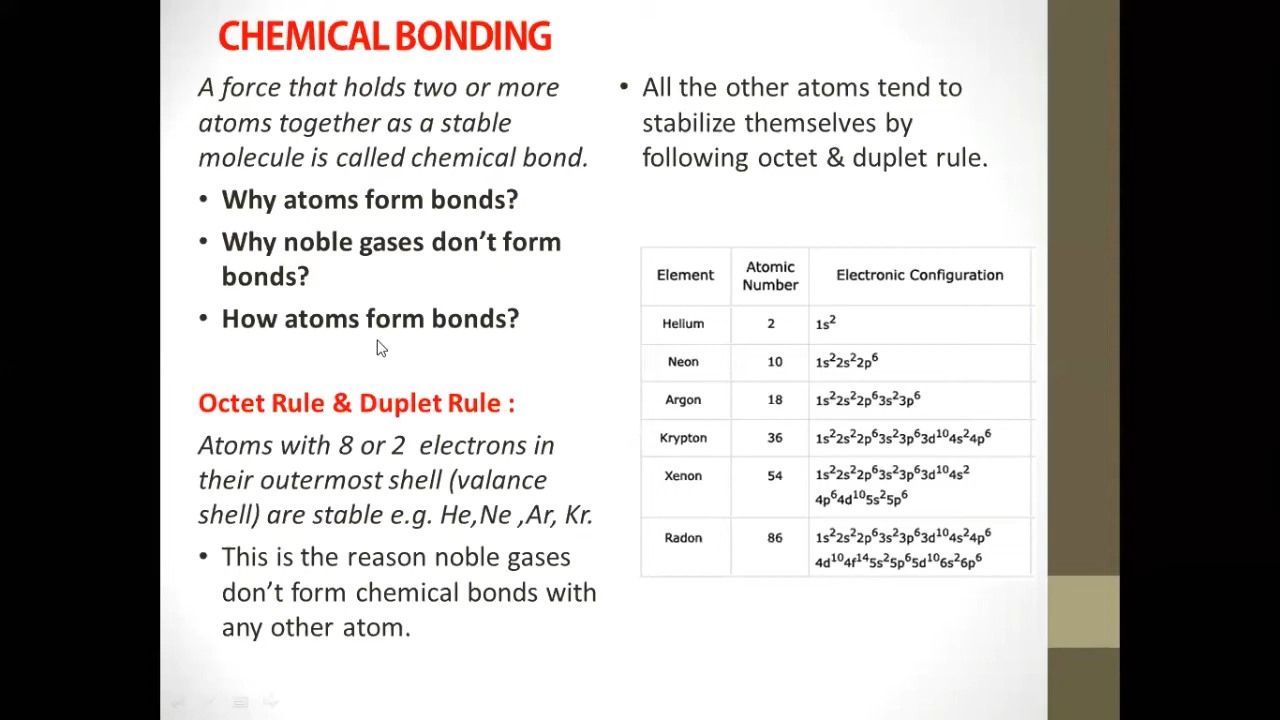 CHEMICAL BONDING
A force that holds two or more
atoms together as a stable
molecule is called chemical bond.
• Why atoms form bonds?
• Why noble gases don’t form
bonds?
• How atoms form bonds?
Octet Rule & Duplet Rule :
Atoms with 8 or 2 electrons in
their outermost shell (valance
shell) are stable e.g. He,Ne ,Ar, Kr.
• This is the reason noble gases
don’t form chemical bonds with
any other atom.
• All the other atoms tend to
stabilize themselves by
following octet & duplet rule.
Element Atomic Number Electronic Configuration
Helium 2 1s²
Neon 10 1s²2s²2p⁶
Argon 18 1s²2s²2p⁶3s²3p⁶
Krypton 36 1s²2s²2p⁶3s²3p⁶3d¹⁰4s²4p⁶
Xenon 54 1s²2s²2p⁶3s²3p⁶3d¹⁰4s²
4p⁶4d¹⁰5s²5p⁶
Radon 86 1s²2s²2p⁶3s²3p⁶3d¹⁰4s²4p⁶
4d¹⁰4f¹⁴5s²5p⁶5d¹⁰6s²6p⁶